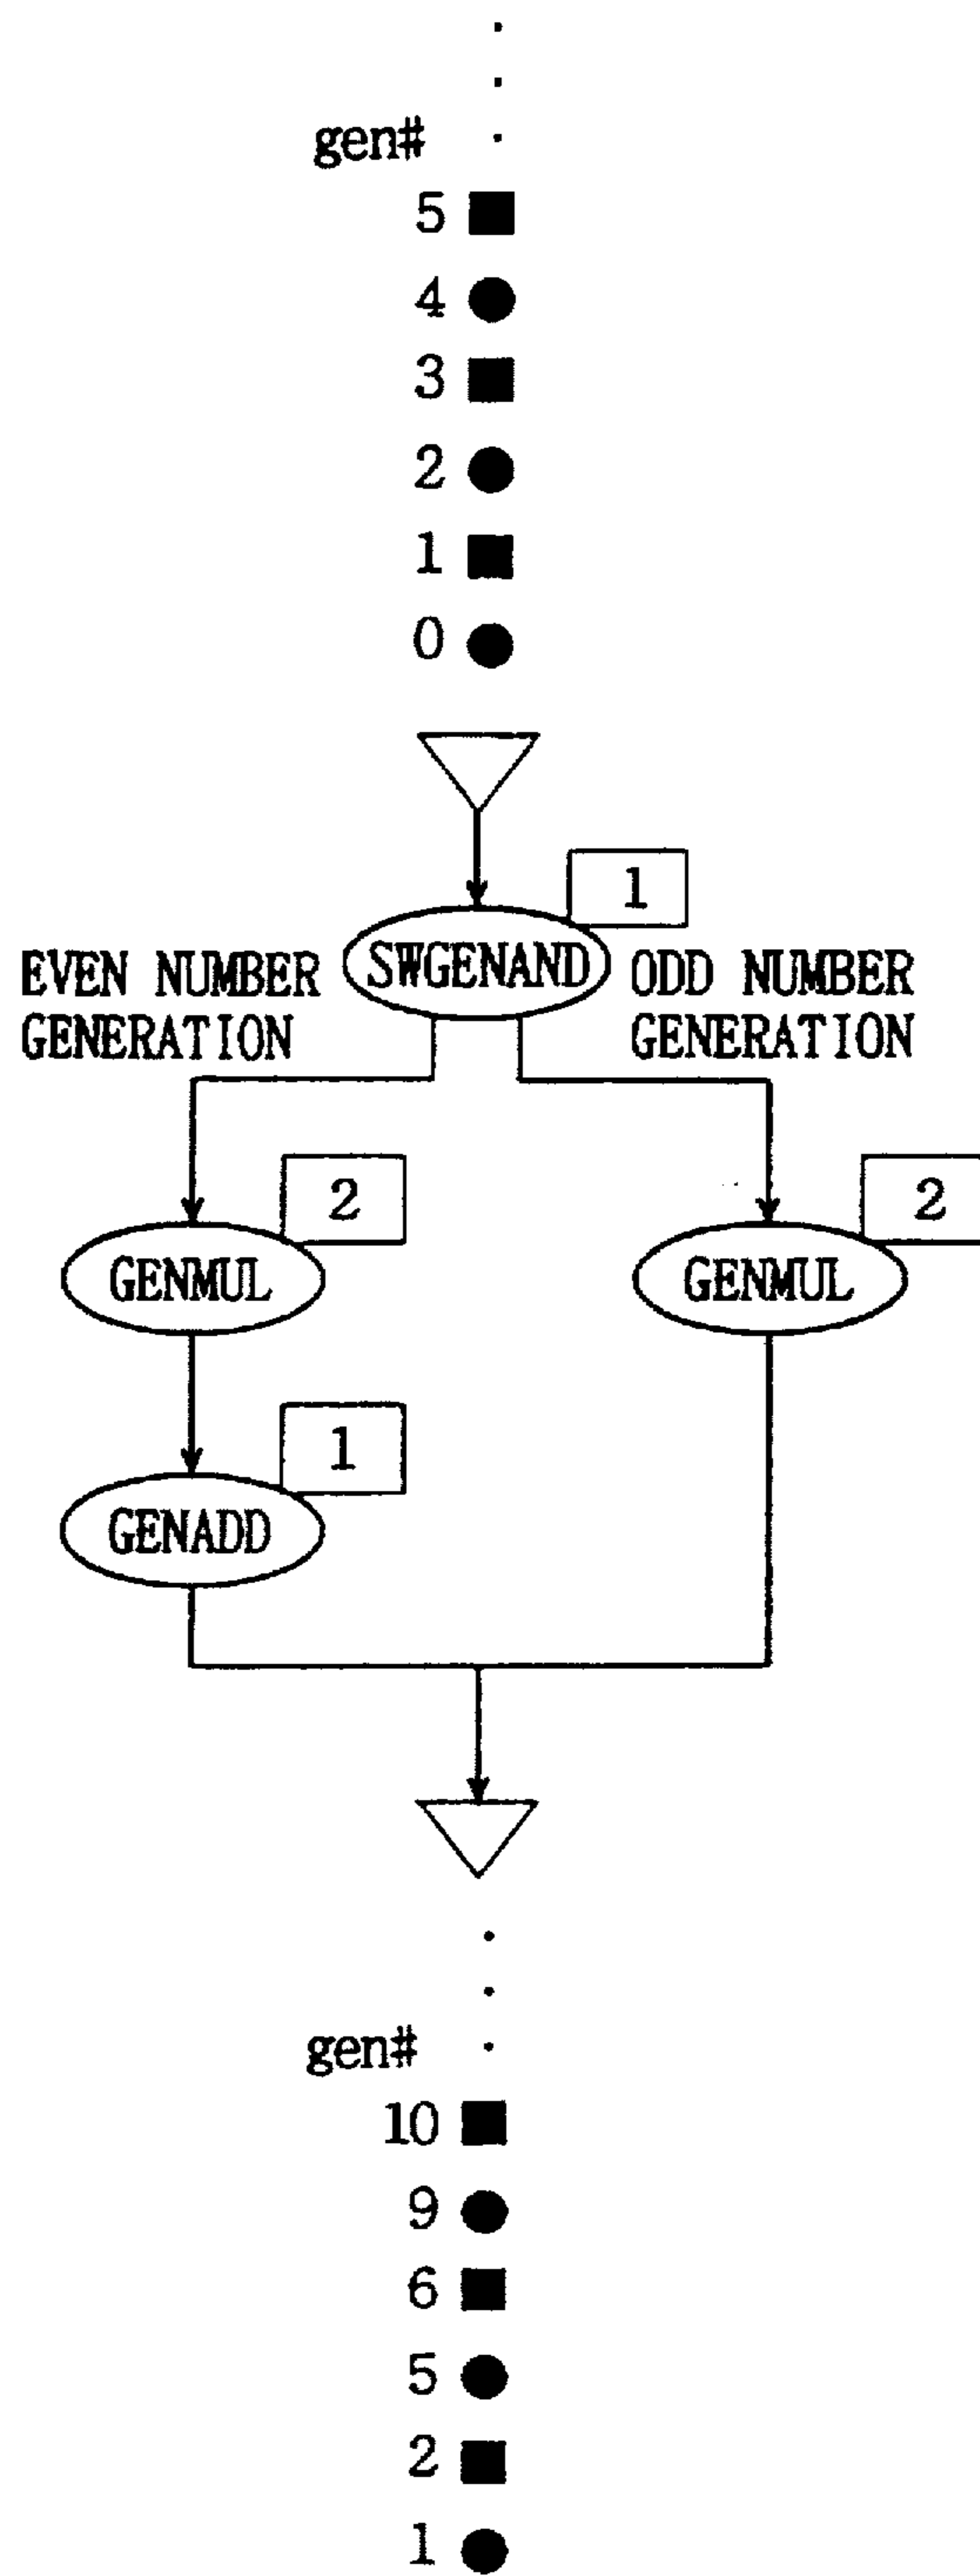 gen#
5
4
3
2
1
0
1
SWGENAND
EVEN NUMBER
GENERATION
ODD NUMBER
GENERATION
2
GENMUL
2
GENMUL
1
GENADD
gen#
10
9
6
5
2
1